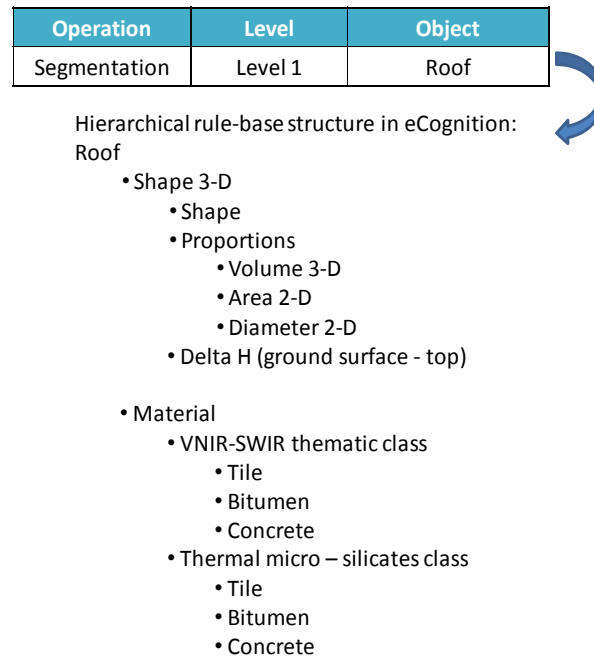 Operation Level Object
Segmentation Level 1 Roof
Hierarchical rule-base structure in eCognition:
Roof
• Shape 3-D
• Shape
• Proportions
• Volume 3-D
• Area 2-D
• Diameter 2-D
• Delta H (ground surface - top)
• Material
• VNIR-SWIR thematic class
• Tile
• Bitumen
• Concrete
• Thermal micro – silicates class
• Tile
• Bitumen
• Concrete